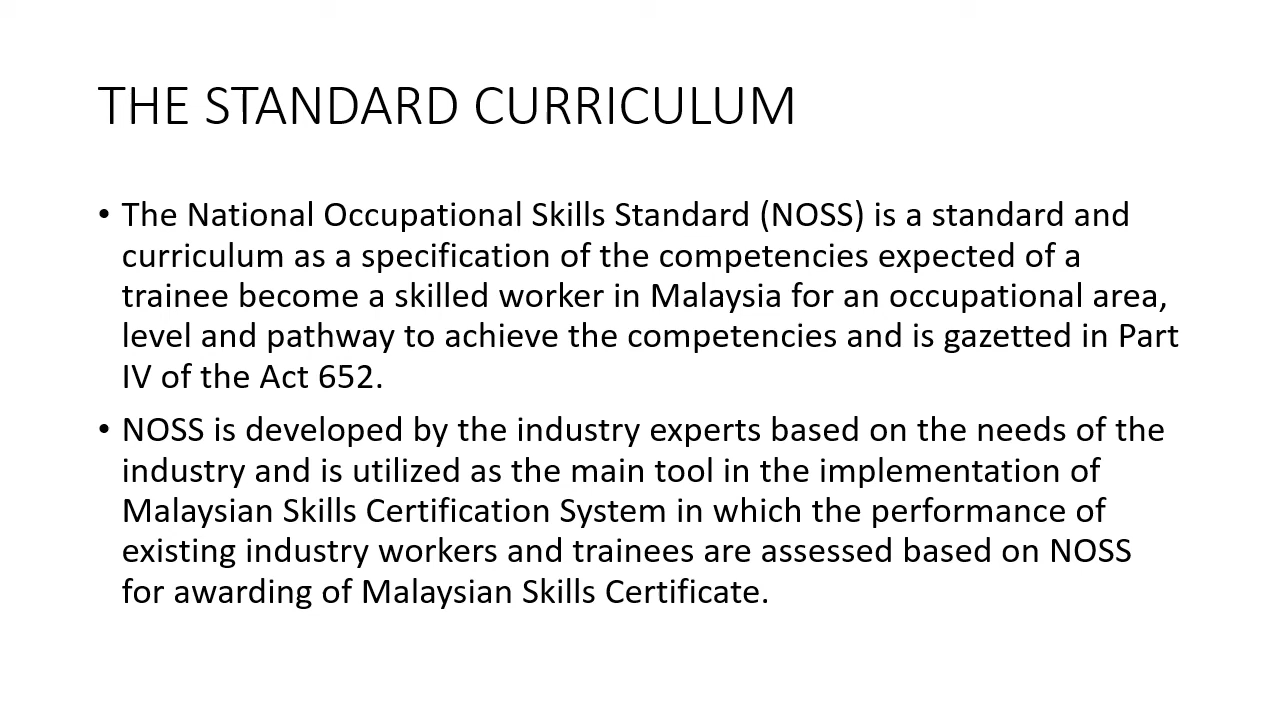 THE STANDARD CURRICULUM
• The National Occupational Skills Standard (NOSS) is a standard and
curriculum as a specification of the competencies expected of a
trainee become a skilled worker in Malaysia for an occupational area,
level and pathway to achieve the competencies and is gazetted in Part
IV of the Act 652.
• NOSS is developed by the industry experts based on the needs of the
industry and is utilized as the main tool in the implementation of
Malaysian Skills Certification System in which the performance of
existing industry workers and trainees are assessed based on NOSS
for awarding of Malaysian Skills Certificate.